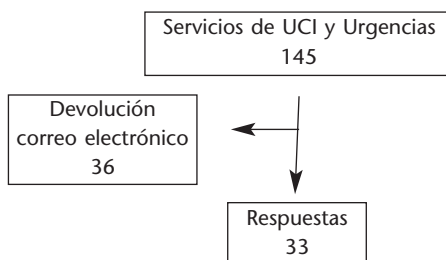 Servicios de UCI y Urgencias
145
Devolución
correo electrónico
36
Respuestas
33